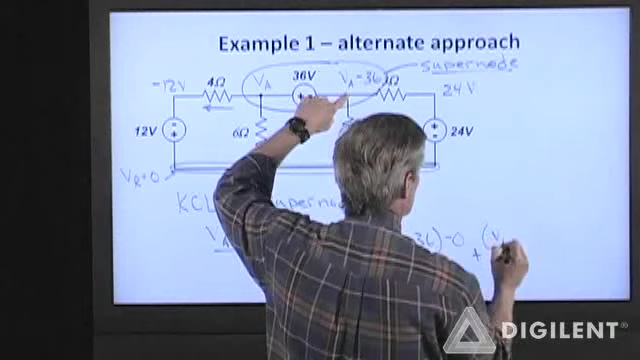 Example 1 – alternate approach
supernode
-12V 4Ω VA 36V VA-36 24V
+ -
12V 6Ω 24V
VR=0
KCL
VA 36) -0 + (V
DIGILENT®